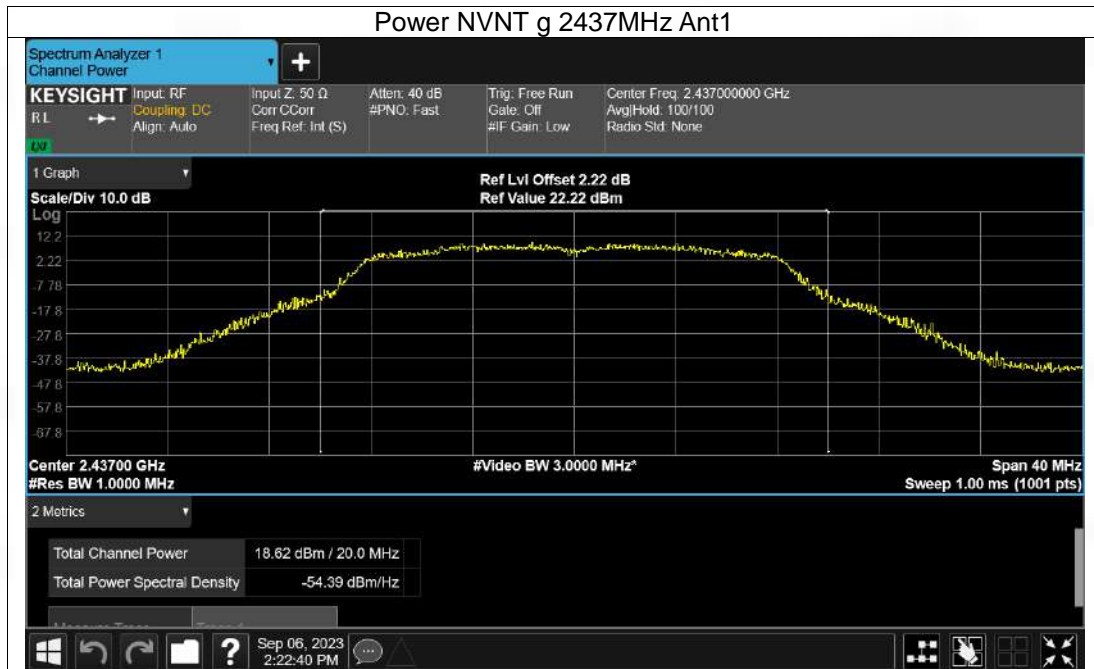 Power NVNT g 2437MHz Ant1
Spectrum Analyzer 1
Channel Power
+
KEYSIGHT
Input: RF
Input Z: 50 Ω
Atten: 40 dB
Trig: Free Run
Center Freq: 2.437000000 GHz
R L
Coupling: DC
Corr CCorr
#PNO: Fast
Gate: Off
Avg|Hold: 100/100
Align: Auto
Freq Ref: Int (S)
#IF Gain: Low
Radio Std: None
LXI
1 Graph
Ref Lvl Offset 2.22 dB
Scale/Div 10.0 dB
Ref Value 22.22 dBm
Log
12.2
2.22
-7.78
-17.8
-27.8
-37.8
-47.8
-57.8
-67.8
Center 2.43700 GHz
#Video BW 3.0000 MHz*
Span 40 MHz
#Res BW 1.0000 MHz
Sweep 1.00 ms (1001 pts)
2 Metrics
Total Channel Power 18.62 dBm / 20.0 MHz
Total Power Spectral Density -54.39 dBm/Hz
?
Sep 06, 2023
2:22:40 PM